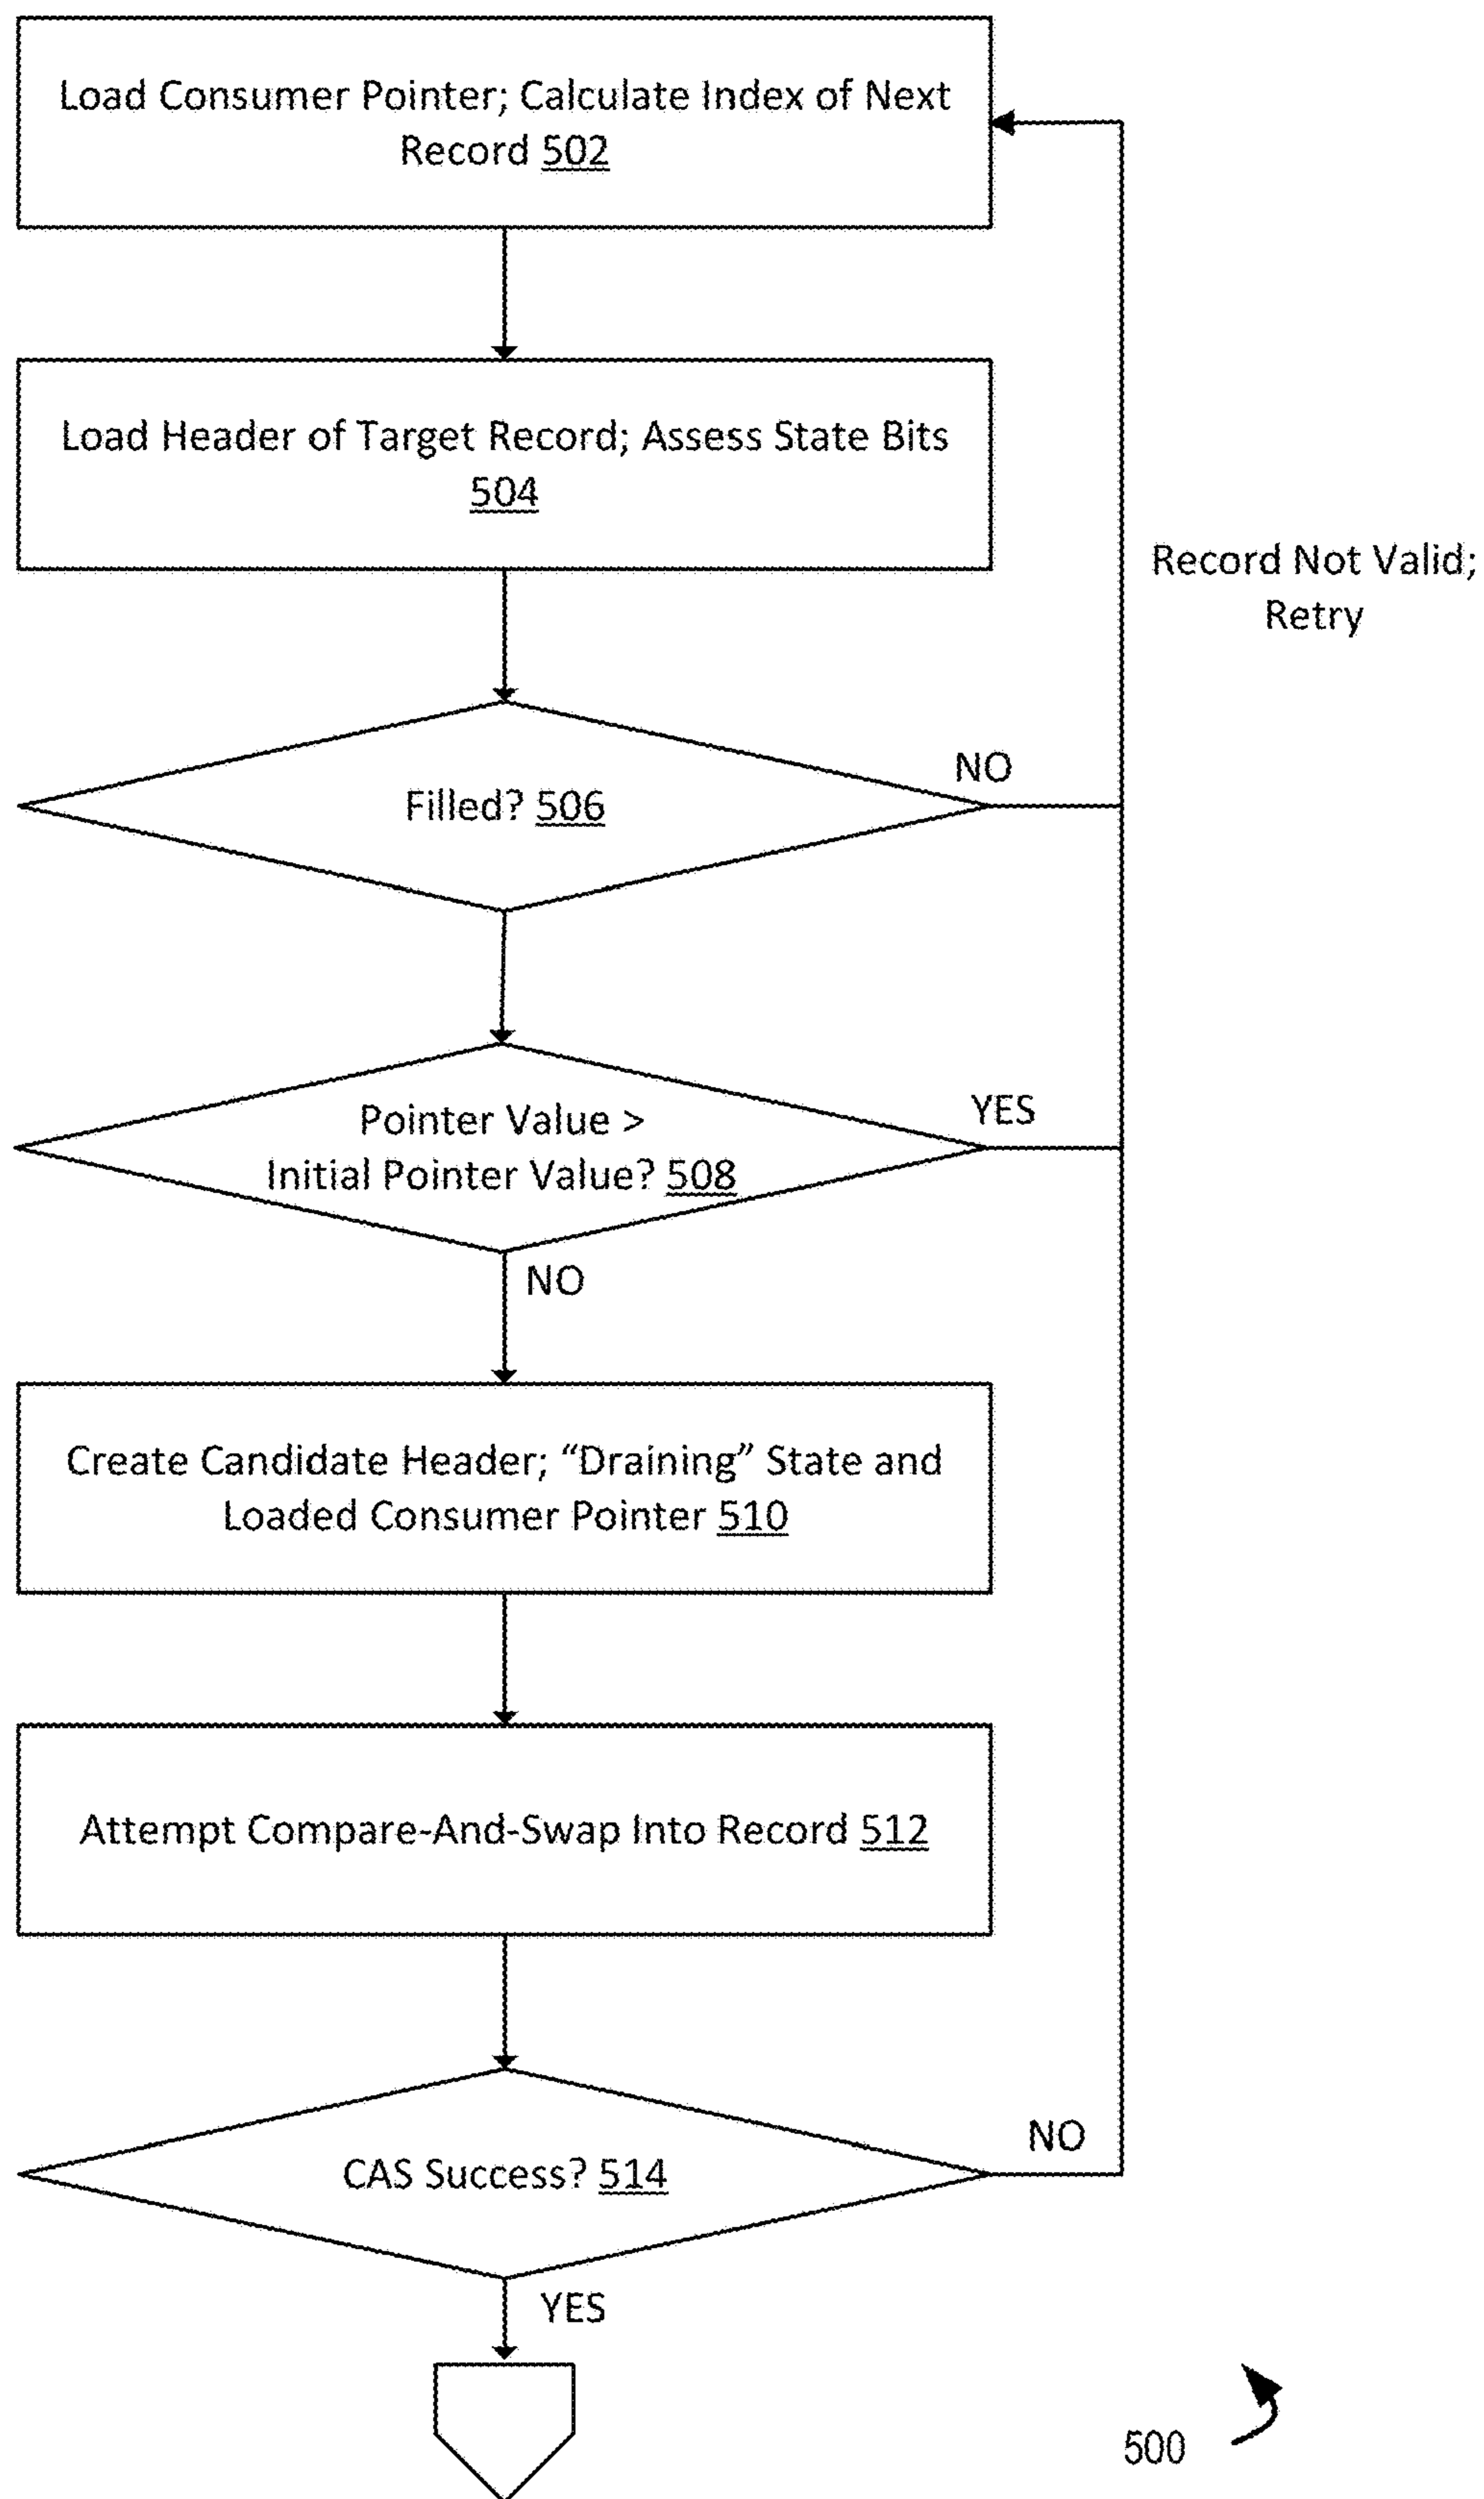 Load Consumer Pointer; Calculate Index of Next
Record 502
Load Header of Target Record; Assess State Bits
504
Record Not Valid;
Retry
NO
Filled? 506
YES
Pointer Value >
Initial Pointer Value? 508
NO
Create Candidate Header; “Draining” State and
Loaded Consumer Pointer 510
Attempt Compare-And-Swap Into Record 512
NO
CAS Success? 514
YES
500